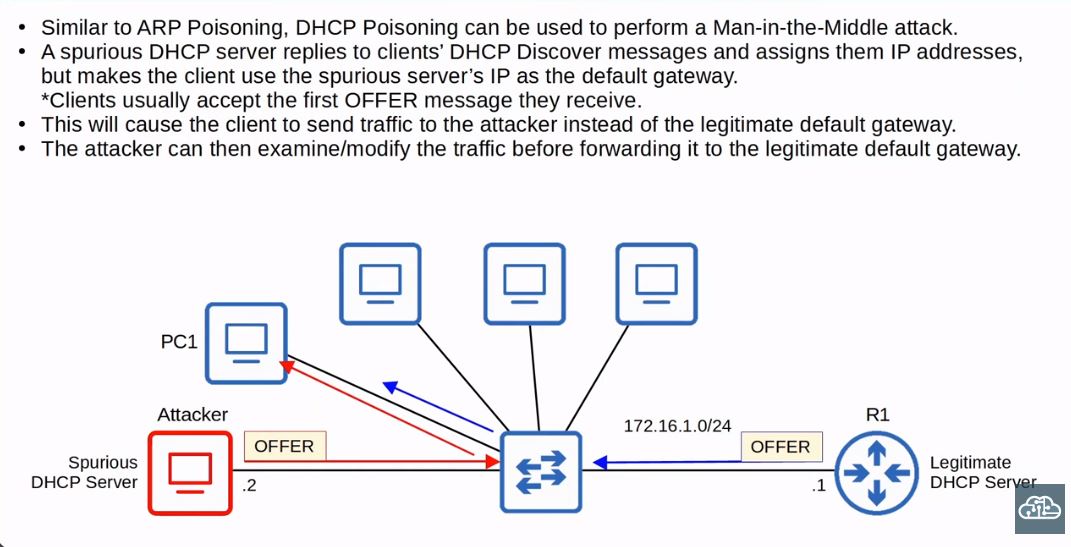 • Similar to ARP Poisoning, DHCP Poisoning can be used to perform a Man-in-the-Middle attack.
• A spurious DHCP server replies to clients' DHCP Discover messages and assigns them IP addresses,
but makes the client use the spurious server's IP as the default gateway.
*Clients usually accept the first OFFER message they receive.
• This will cause the client to send traffic to the attacker instead of the legitimate default gateway.
• The attacker can then examine/modify the traffic before forwarding it to the legitimate default gateway.
PC1
Attacker
OFFER
Spurious
DHCP Server
.2
172.16.1.0/24
OFFER
.1
R1
Legitimate
DHCP Server